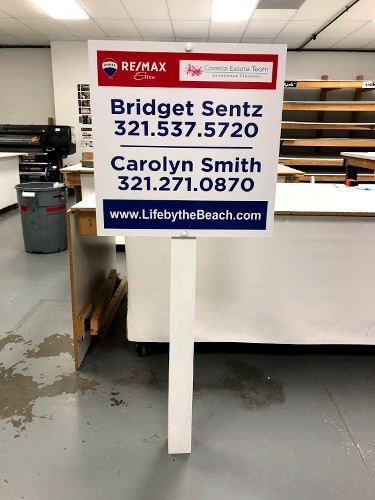 RE/MAX
Elite
Coastal Estate Team
Bridget Sentz
321.537.5720
Carolyn Smith
321.271.0870
www.LifebytheBeach.com